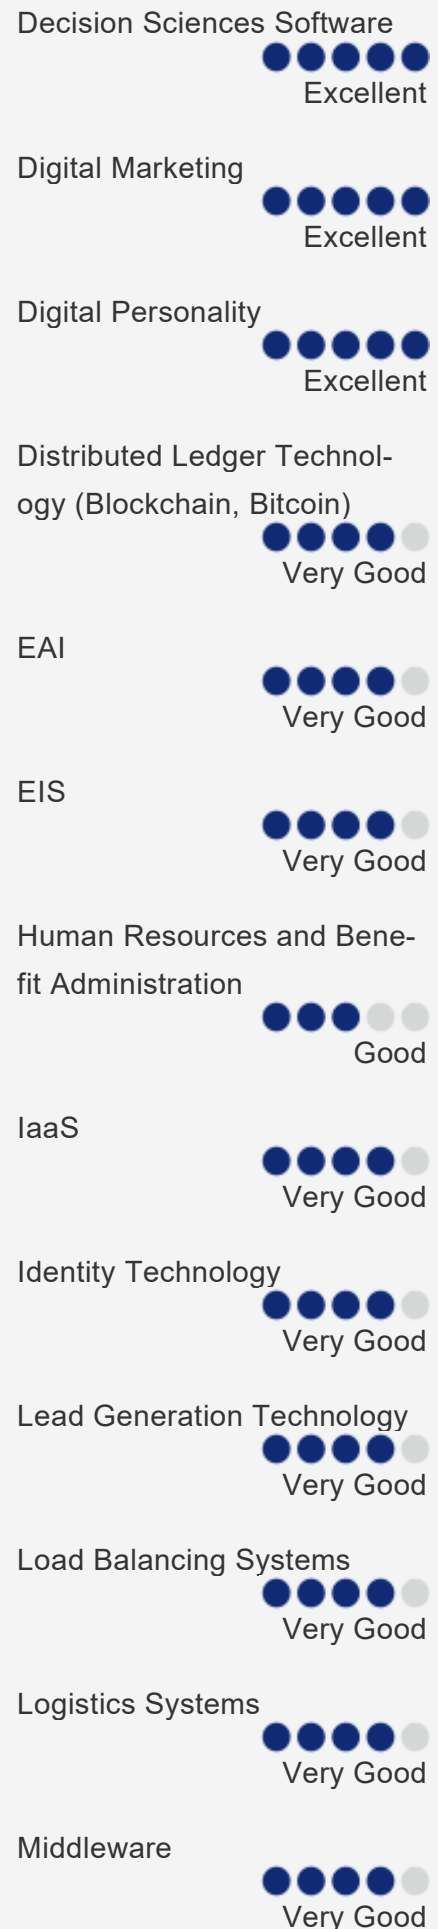 Decision Sciences Software
Excellent
Digital Marketing
Excellent
Digital Personality
Excellent
Distributed Ledger Technol-
ogy (Blockchain, Bitcoin)
Very Good
EAI
Very Good
EIS
Very Good
Human Resources and Bene-
fit Administration
Good
IaaS
Very Good
Identity Technology
Very Good
Lead Generation Technology
Very Good
Load Balancing Systems
Very Good
Logistics Systems
Very Good
Middleware
Very Good